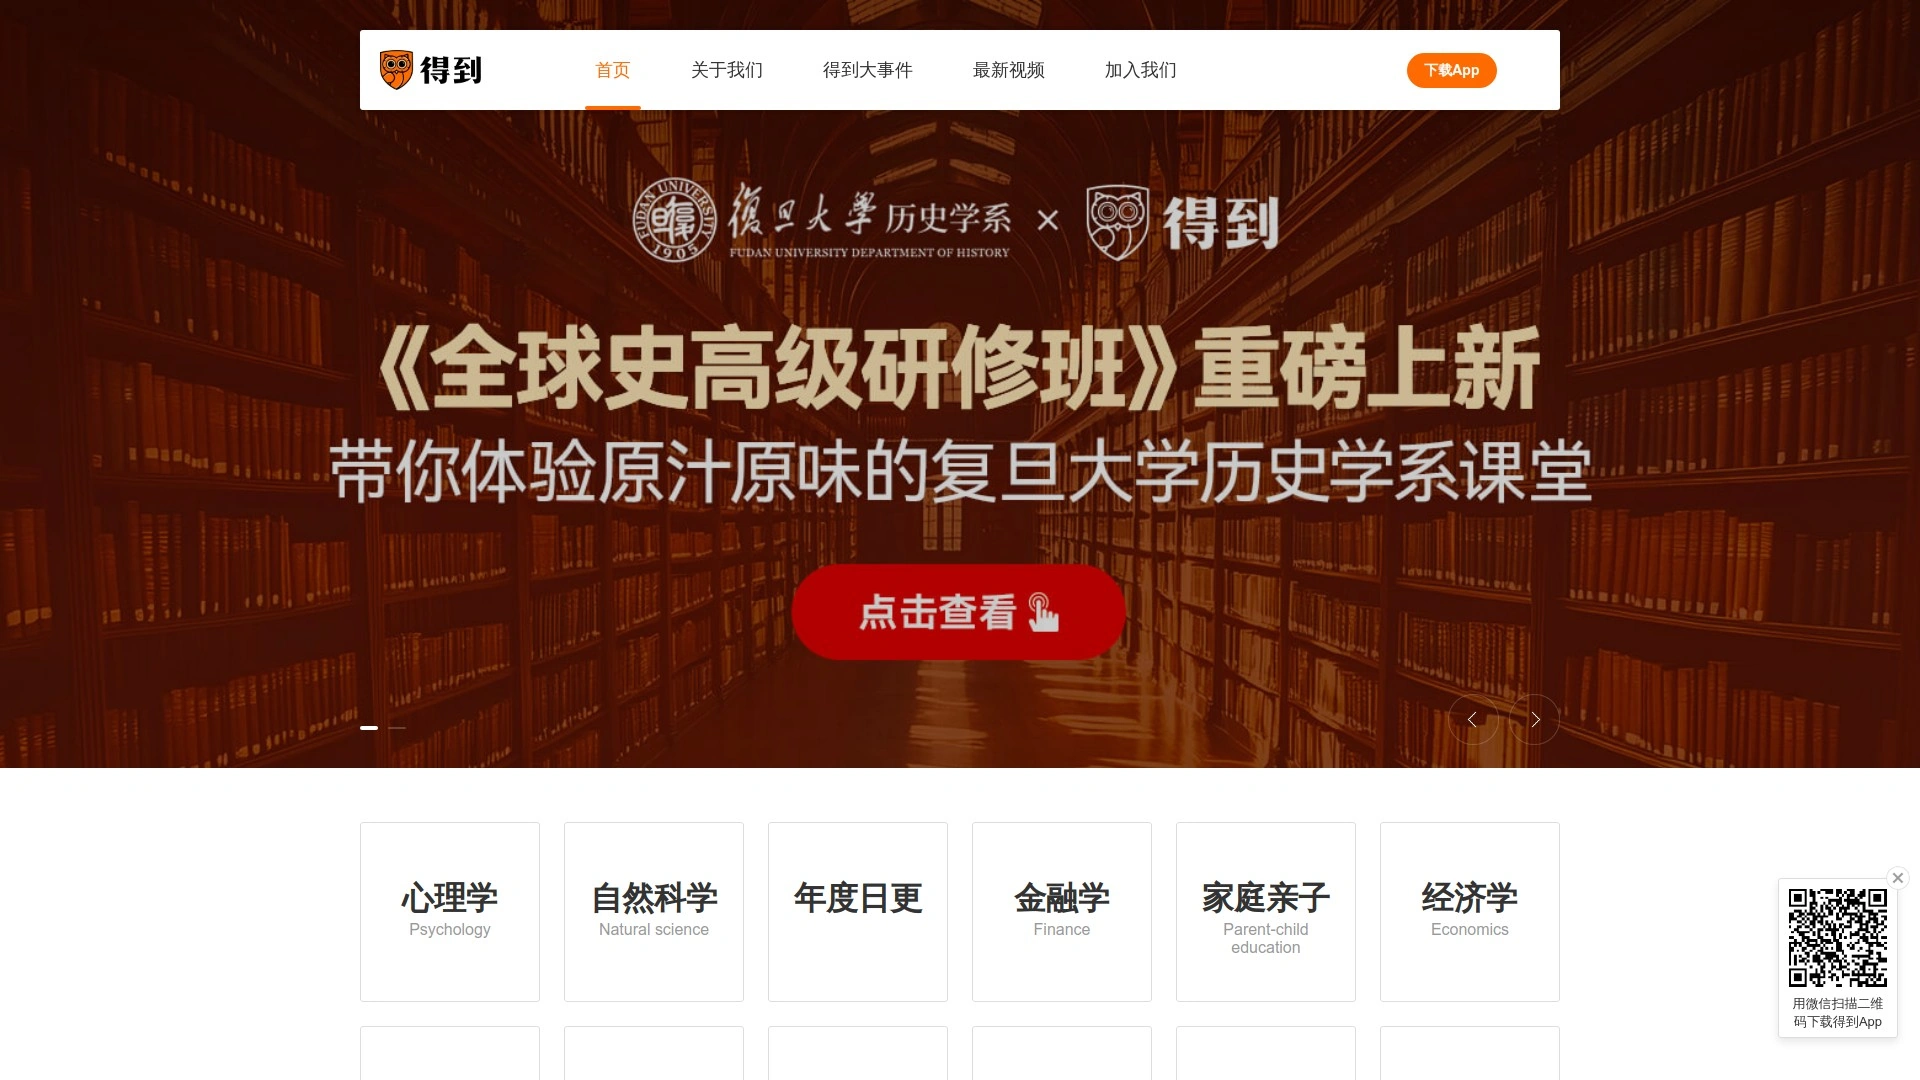 得到
首页
关于我们
得到大事件
最新视频
加入我们
下载App
FUDAN UNIVERSITY
1905
復旦大學 历史学系
FUDAN UNIVERSITY DEPARTMENT OF HISTORY
×
得到
《全球史高级研修班》重磅上新
带你体验原汁原味的复旦大学历史学系课堂
点击查看
心理学
Psychology
自然科学
Natural science
年度日更
金融学
Finance
家庭亲子
Parent-child
education
经济学
Economics
用微信扫描二维
码下载得到App